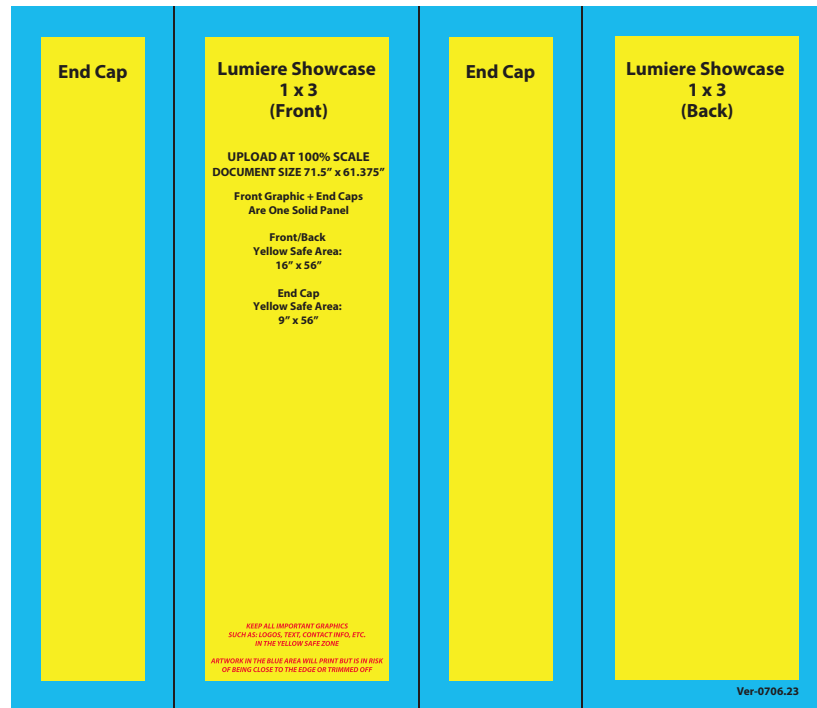 End Cap
Lumiere Showcase
1 x 3
(Front)
UPLOAD AT 100% SCALE
DOCUMENT SIZE 71.5” x 61.375”
Front Graphic + End Caps
Are One Solid Panel
Front/Back
Yellow Safe Area:
16” x 56”
End Cap
Yellow Safe Area:
9” x 56”
KEEP ALL IMPORTANT GRAPHICS
SUCH AS: LOGOS, TEXT, CONTACT INFO, ETC.
IN THE YELLOW SAFE ZONE
ARTWORK IN THE BLUE AREA WILL PRINT BUT IS IN RISK
OF BEING CLOSE TO THE EDGE OR TRIMMED OFF
End Cap
Lumiere Showcase
1 x 3
(Back)
Ver-0706.23